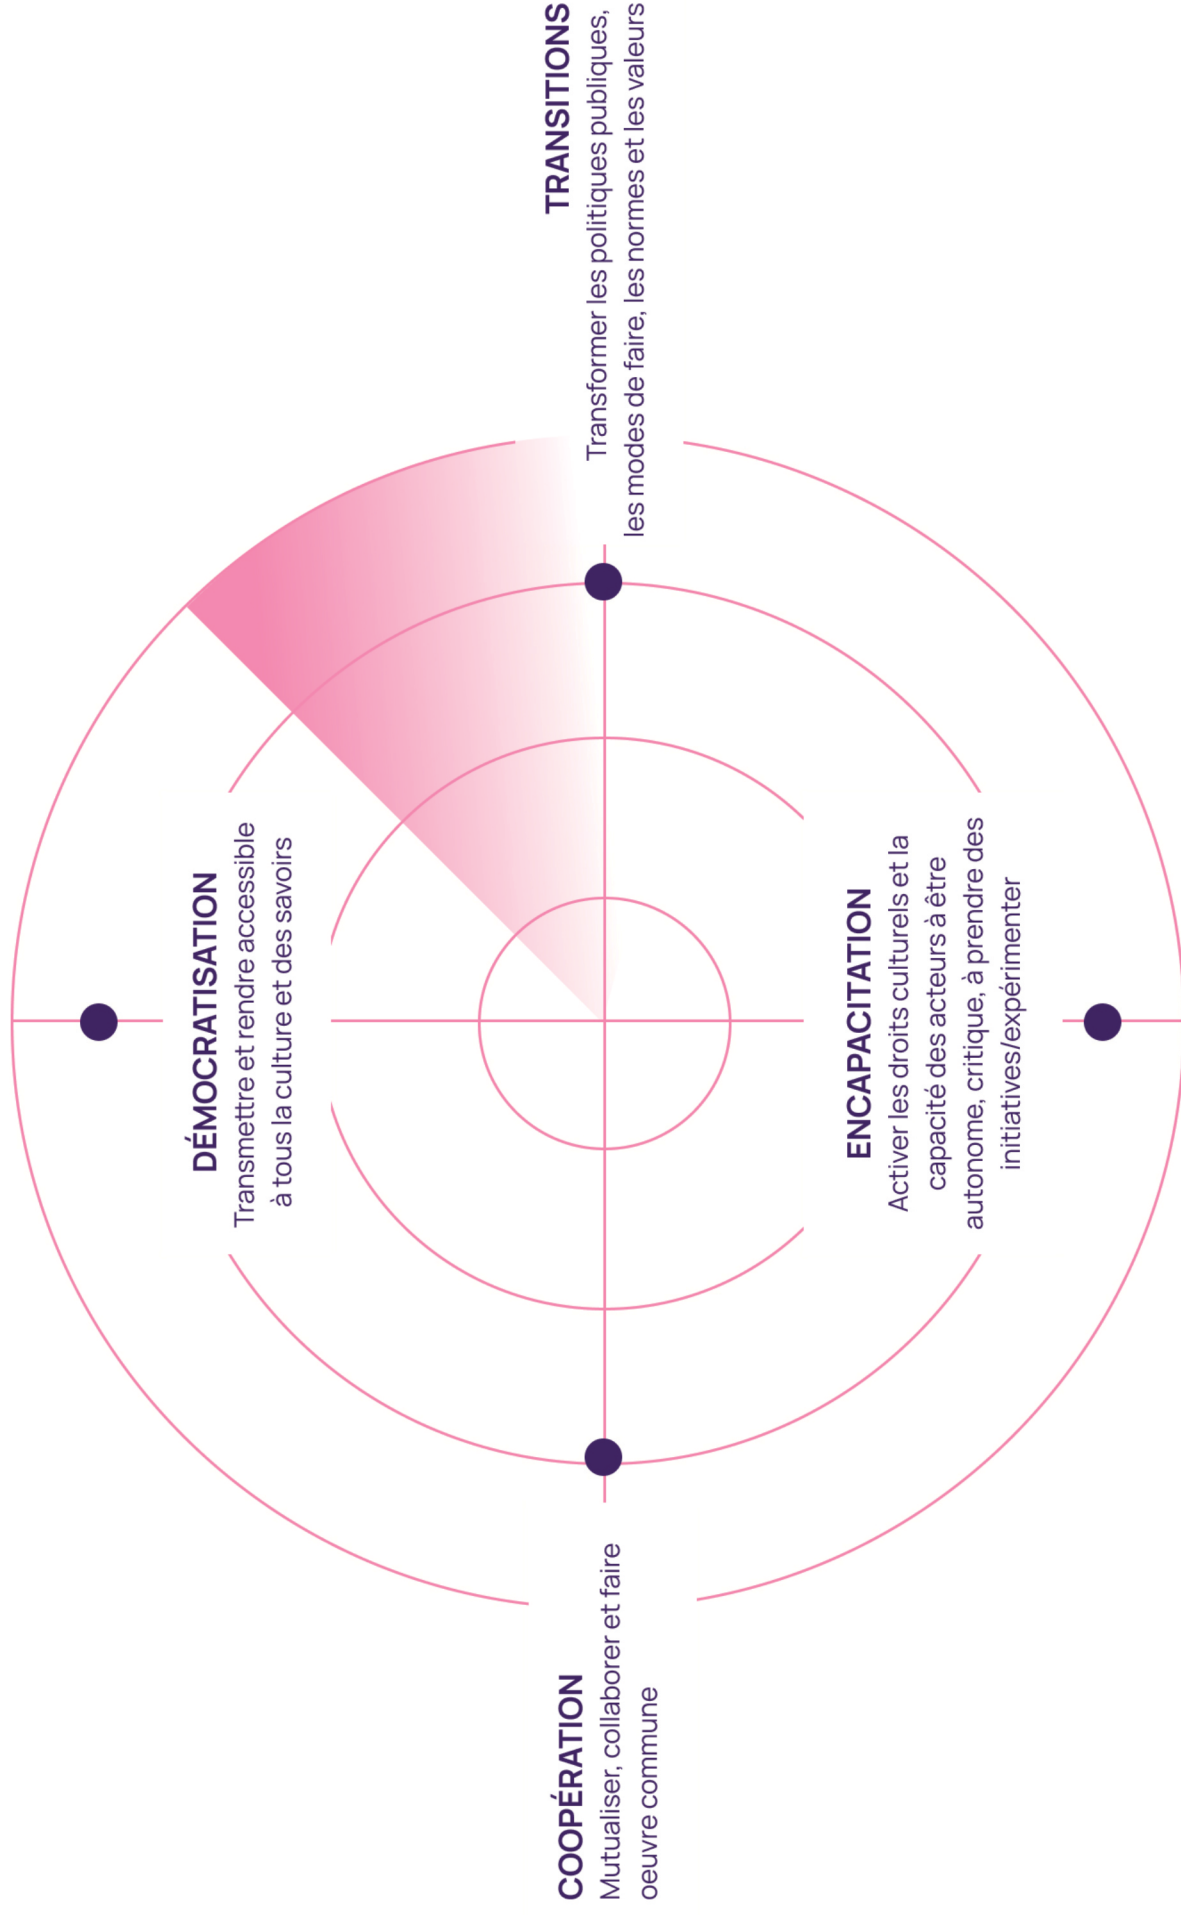 DÉMOCRATISATION
Transmettre et rendre accessible
à tous la culture et des savoirs
COOPÉRATION
Mutualiser, collaborer et faire
oeuvre commune
TRANSITIONS
Transformer les politiques publiques,
les modes de faire, les normes et les valeurs
ENCAPACITATION
Activer les droits culturels et la
capacité des acteurs à être
autonome, critique, à prendre des
initiatives/expérimenter